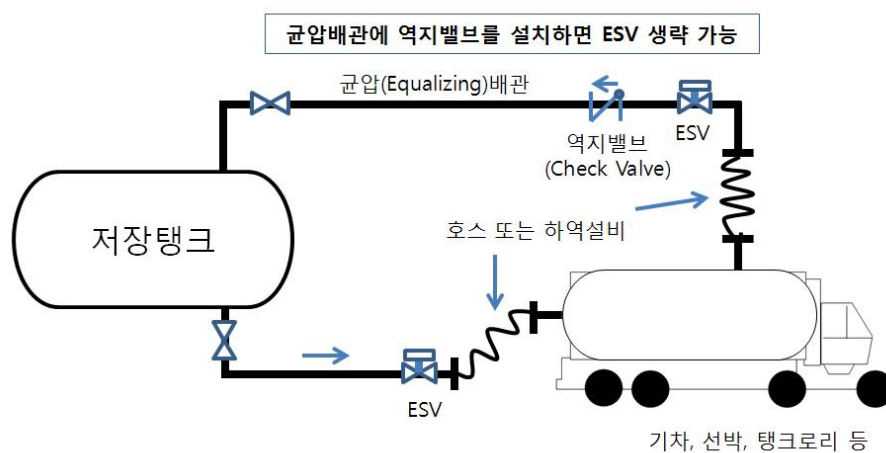 균압배관에 역지밸브를 설치하면 ESV 생략 가능
균압(Equalizing)배관
ESV
역지밸브
(Check Valve)
저장탱크
호스 또는 하역설비
ESV
기차, 선박, 탱크로리 등